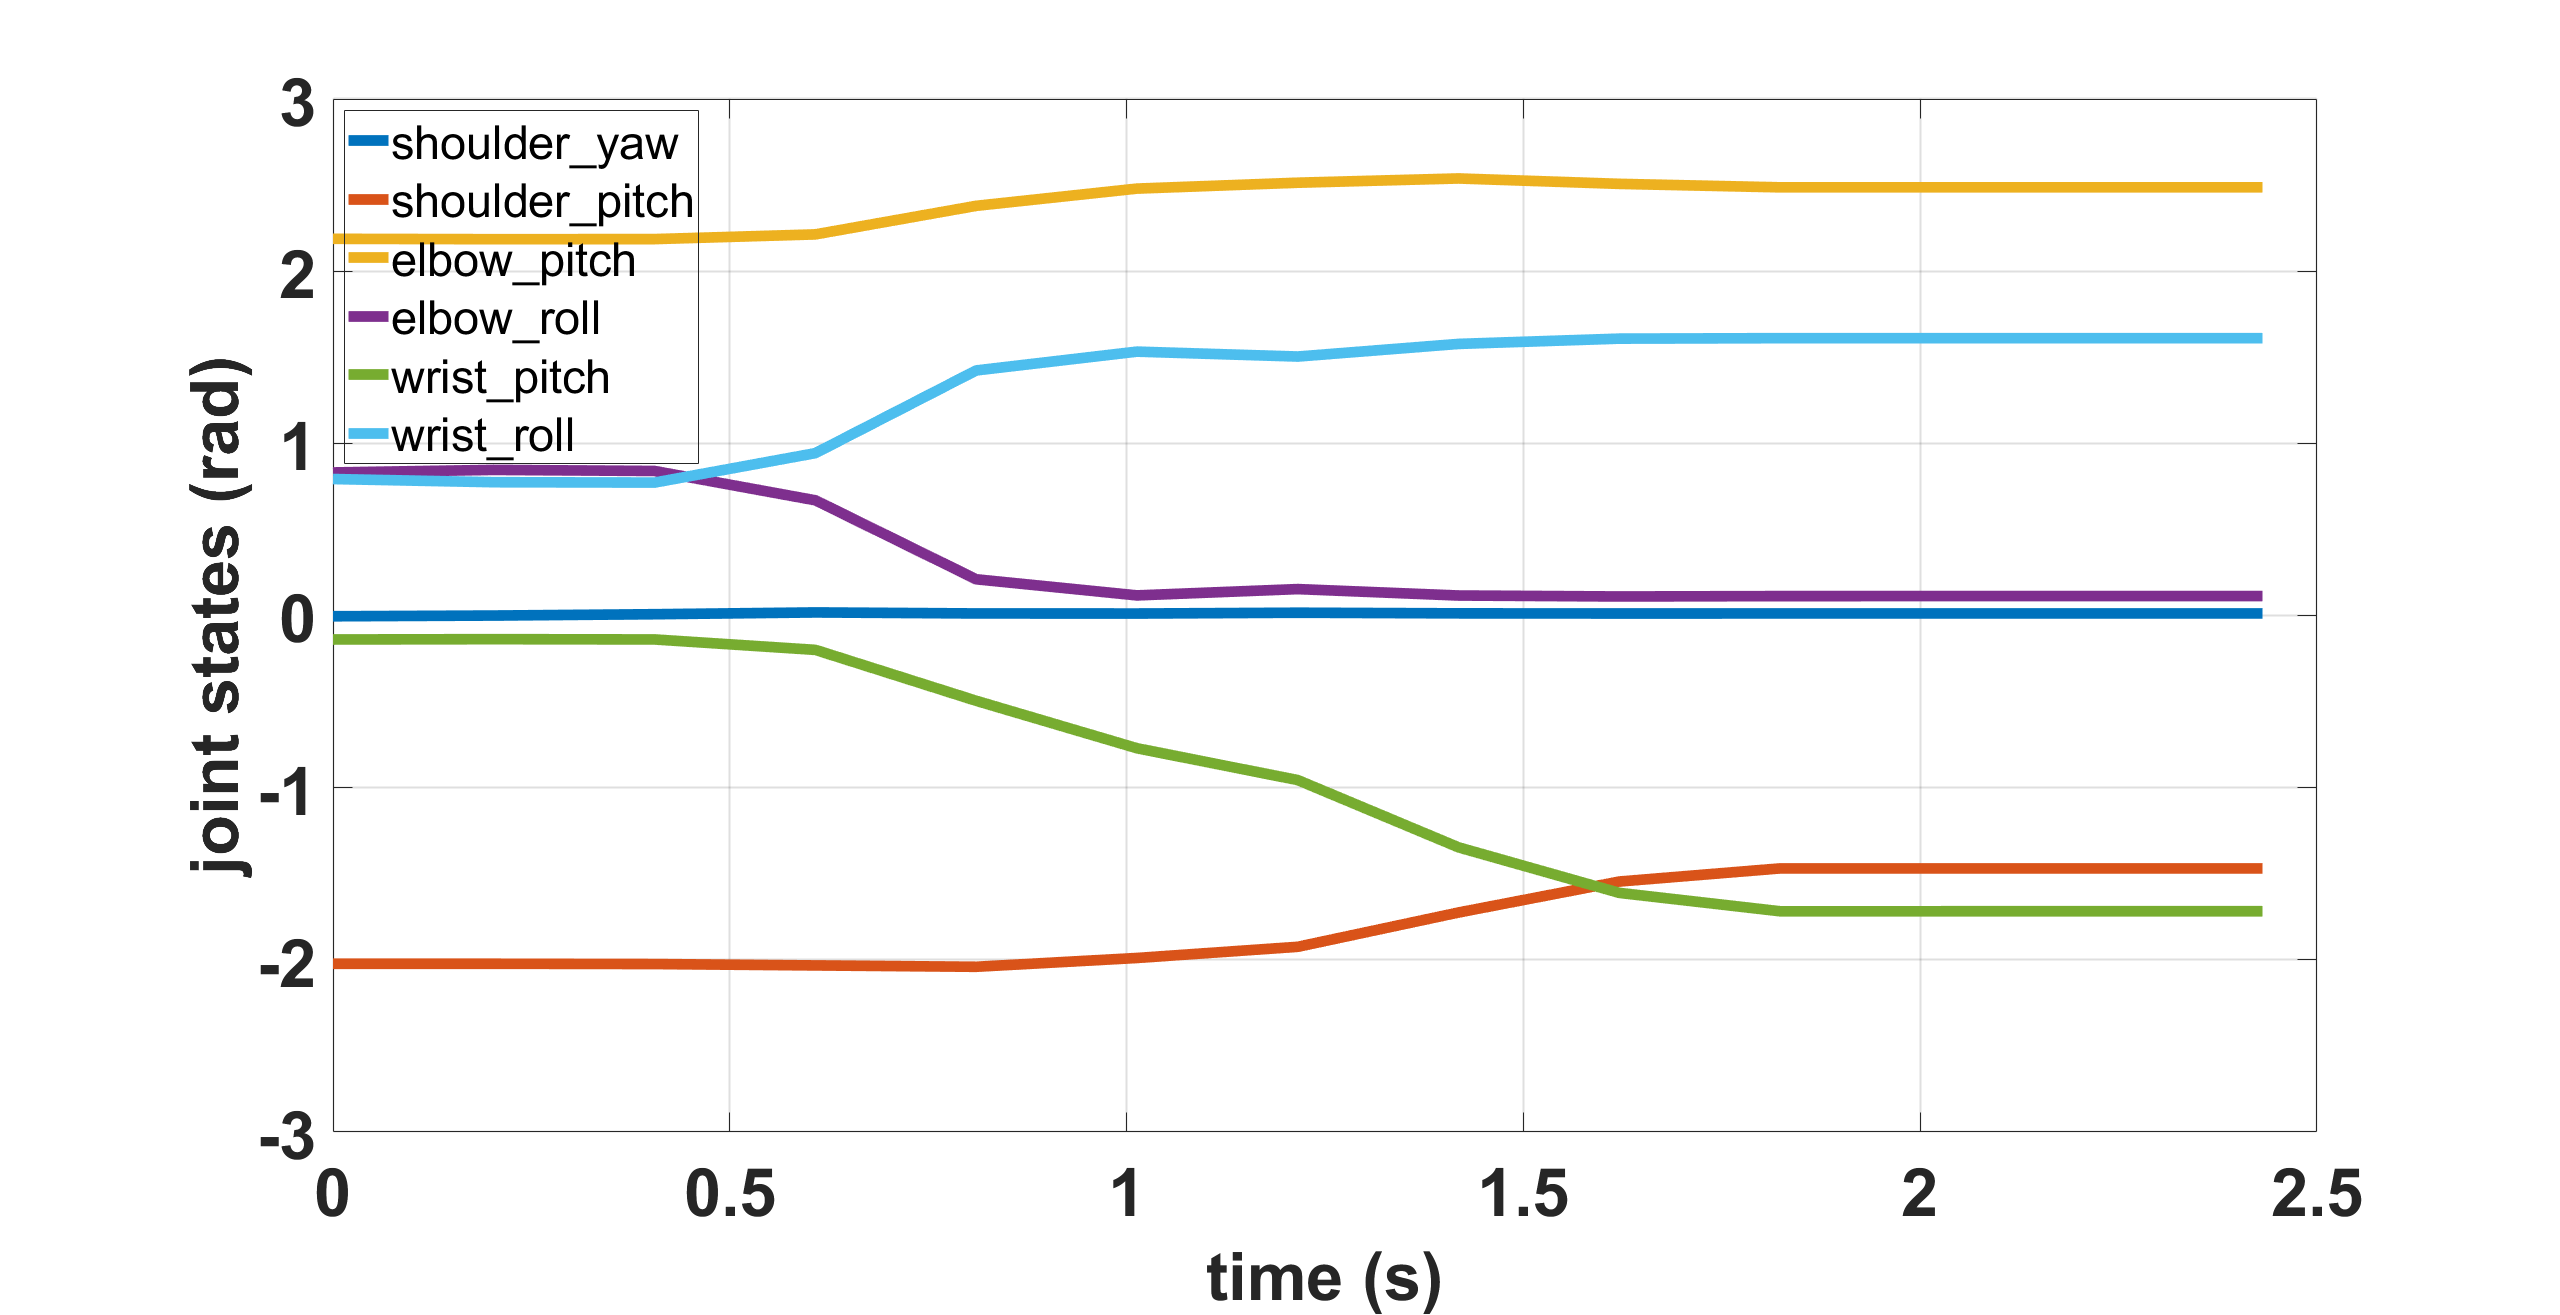 3
2
1
0
-1
-2
-3
joint states (rad)
shoulder_yaw
shoulder_pitch
elbow_pitch
elbow_roll
wrist_pitch
wrist_roll
0 0.5 1 1.5 2 2.5
time (s)